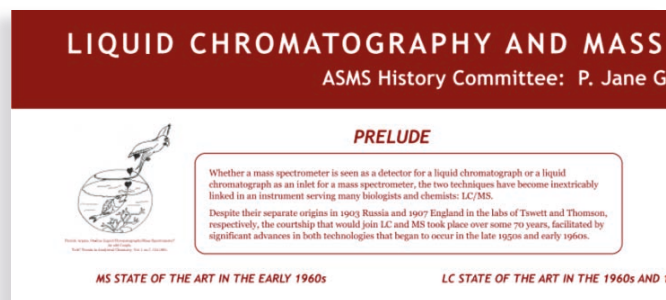 LIQUID CHROMATOGRAPHY AND MASS
ASMS History Committee: P. Jane G
PRELUDE
Whether a mass spectrometer is seen as a detector for a liquid chromatograph or a liquid
chromatograph as an inlet for a mass spectrometer, the two techniques have become inextricably
linked in an instrument serving many biologists and chemists: LC/MS.
Despite their separate origins in 1903 Russia and 1907 England in the labs of Tswett and Thomson,
respectively, the courtship that would join LC and MS took place over some 70 years, facilitated by
significant advances in both technologies that began to occur in the late 1950s and early 1960s.
MS STATE OF THE ART IN THE EARLY 1960s
LC STATE OF THE ART IN THE 1960s AND